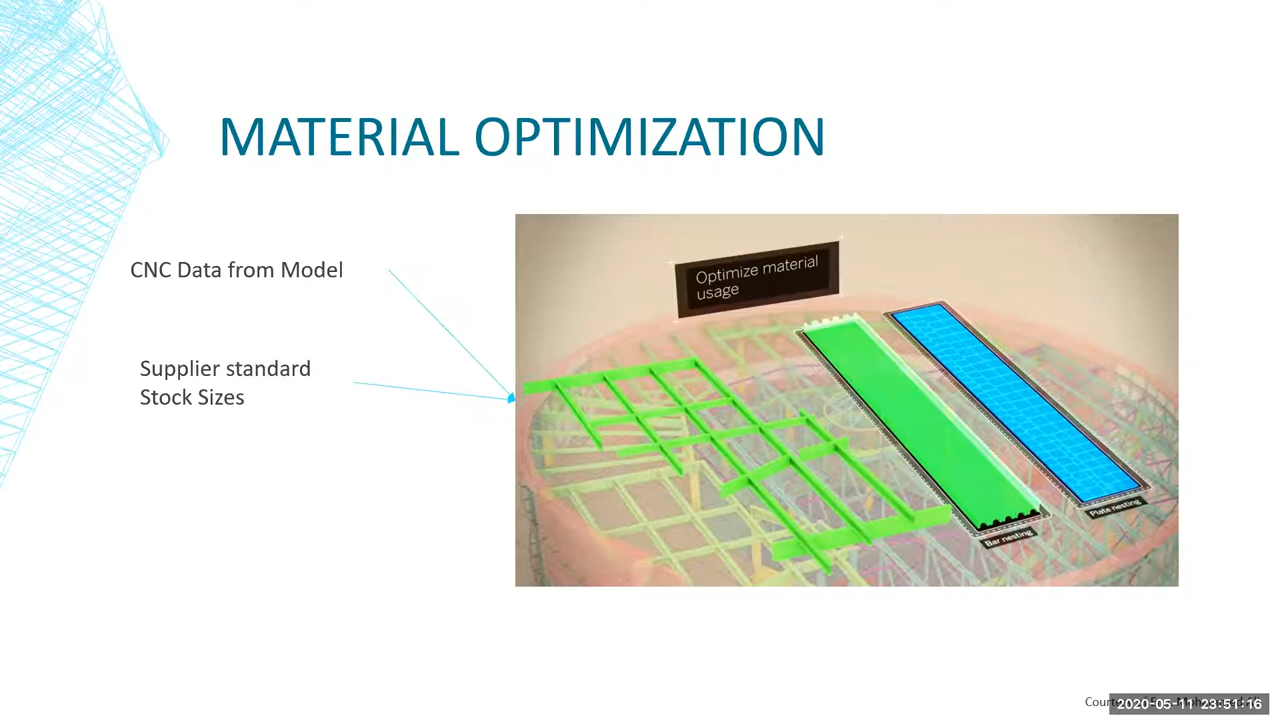 MATERIAL OPTIMIZATION
CNC Data from Model
Supplier standard
Stock Sizes
Optimize material
usage
Bar nesting
Plate nesting
2020-05-11 23:51:16